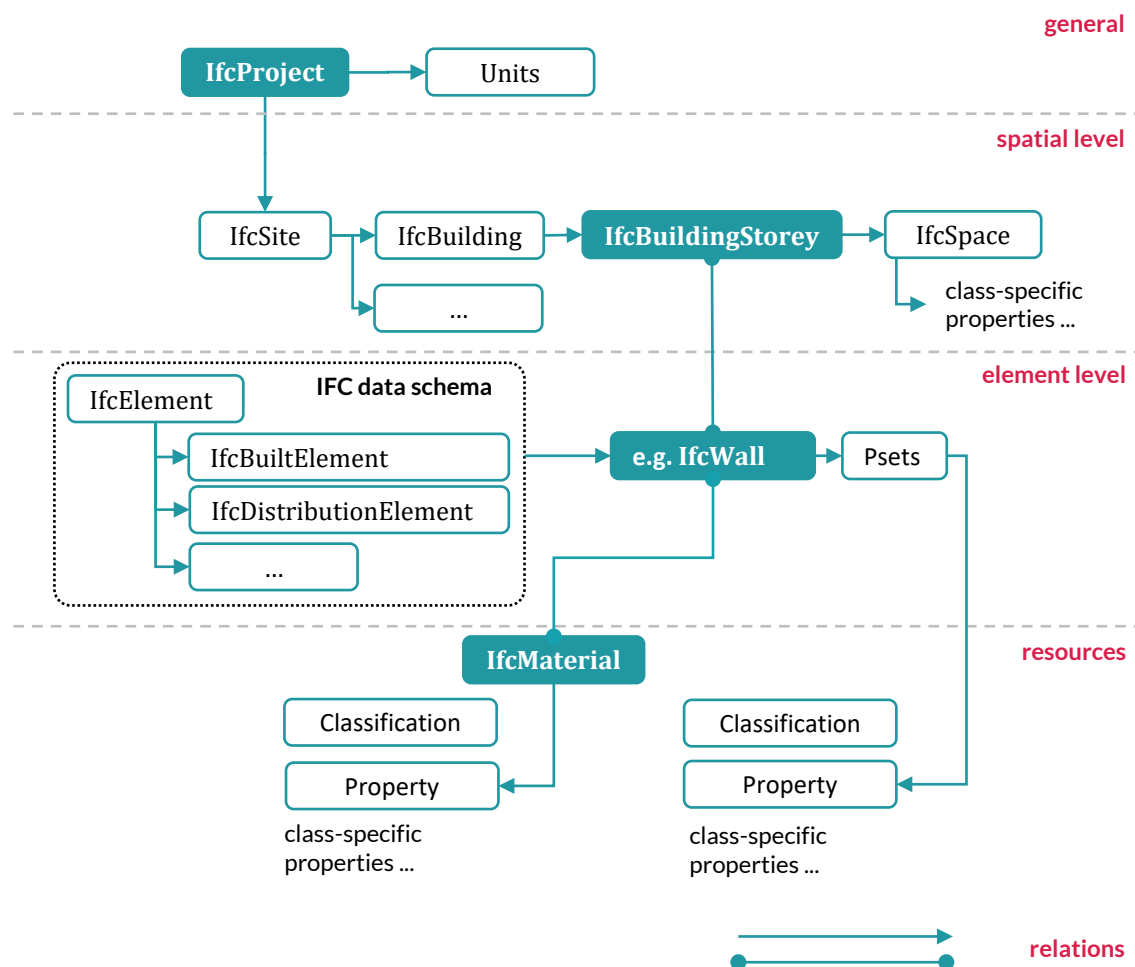 general
IfcProject
Units
spatial level
IfcSite
IfcBuilding
IfcBuildingStorey
IfcSpace
...
class-specific
properties ...
element level
IFC data schema
IfcElement
IfcBuiltElement
e.g. IfcWall
Psets
IfcDistributionElement
...
resources
IfcMaterial
Classification
Classification
Property
Property
class-specific
properties ...
class-specific
properties ...
relations